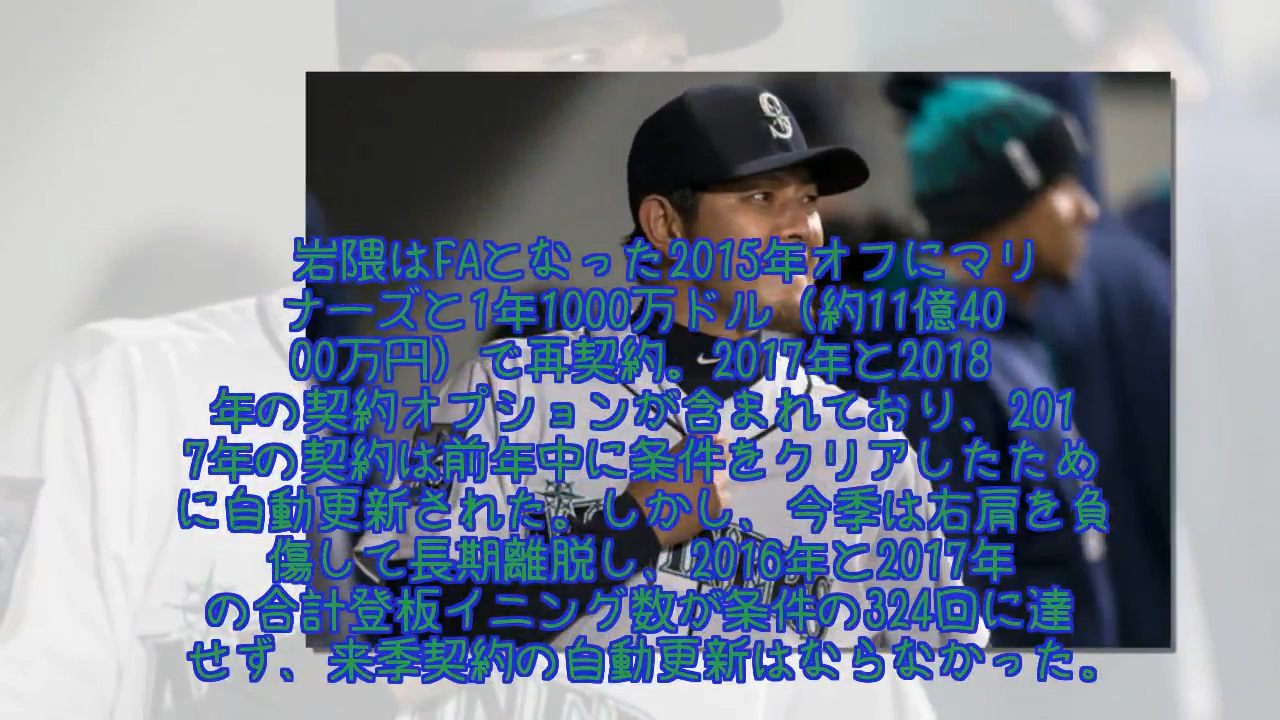 岩隈はFAとなった2015年オフにマリ
ナーズと1年1000万ドル（約11億40
00万円）で再契約。2017年と2018
年の契約オプションが含まれており、201
7年の契約は前年中に条件をクリアしたため
に自動更新された。しかし、今季は右肩を負
傷して長期離脱し、2016年と2017年
の合計登板イニング数が条件の324回に達
せず、来季契約の自動更新はならなかった。